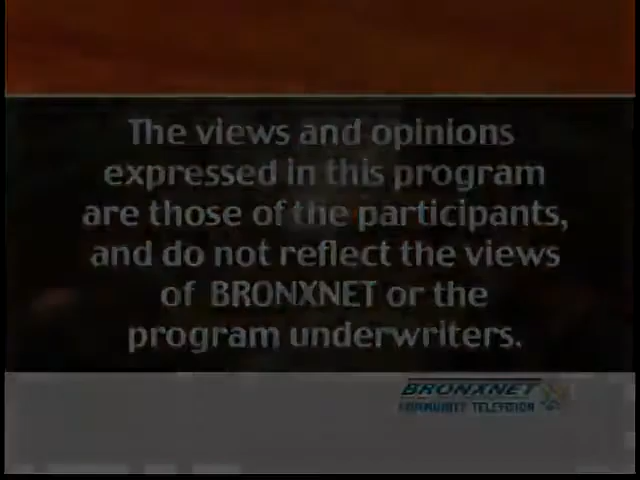 The views and opinions
expressed in this program
are those of the participants,
and do not reflect the views
of BRONXNET or the
program underwriters.
BRONXNET
COMMUNITY TELEVISION